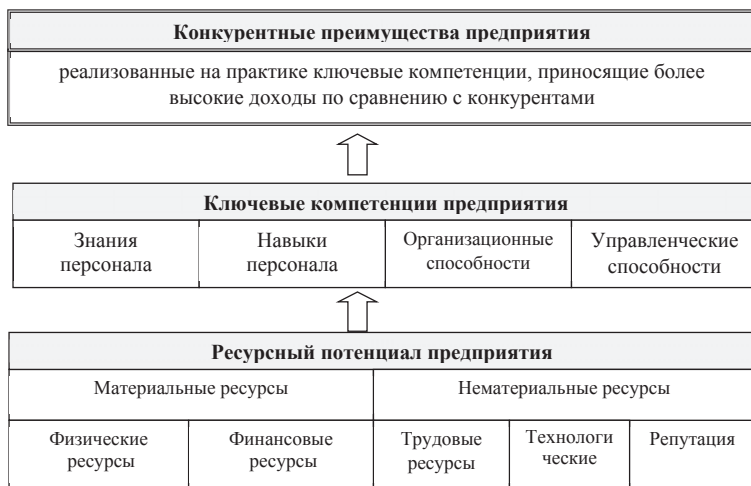 Конкурентные преимущества предприятия
реализованные на практике ключевые компетенции, приносящие более
высокие доходы по сравнению с конкурентами
Ключевые компетенции предприятия
Знания
персонала
Навыки
персонала
Организационные
способности
Управленческие
способности
Ресурсный потенциал предприятия
Материальные ресурсы
Нематериальные ресурсы
Физические
ресурсы
Финансовые
ресурсы
Трудовые
ресурсы
Технологи
ческие
Репутация